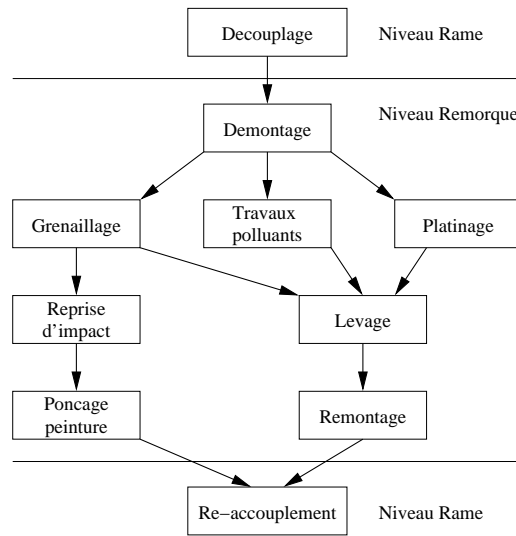 Decouplage
Niveau Rame
Niveau Remorque
Demontage
Grenaillage
Travaux
polluants
Platinage
Reprise
d'impact
Levage
Poncage
peinture
Remontage
Re−accouplement
Niveau Rame